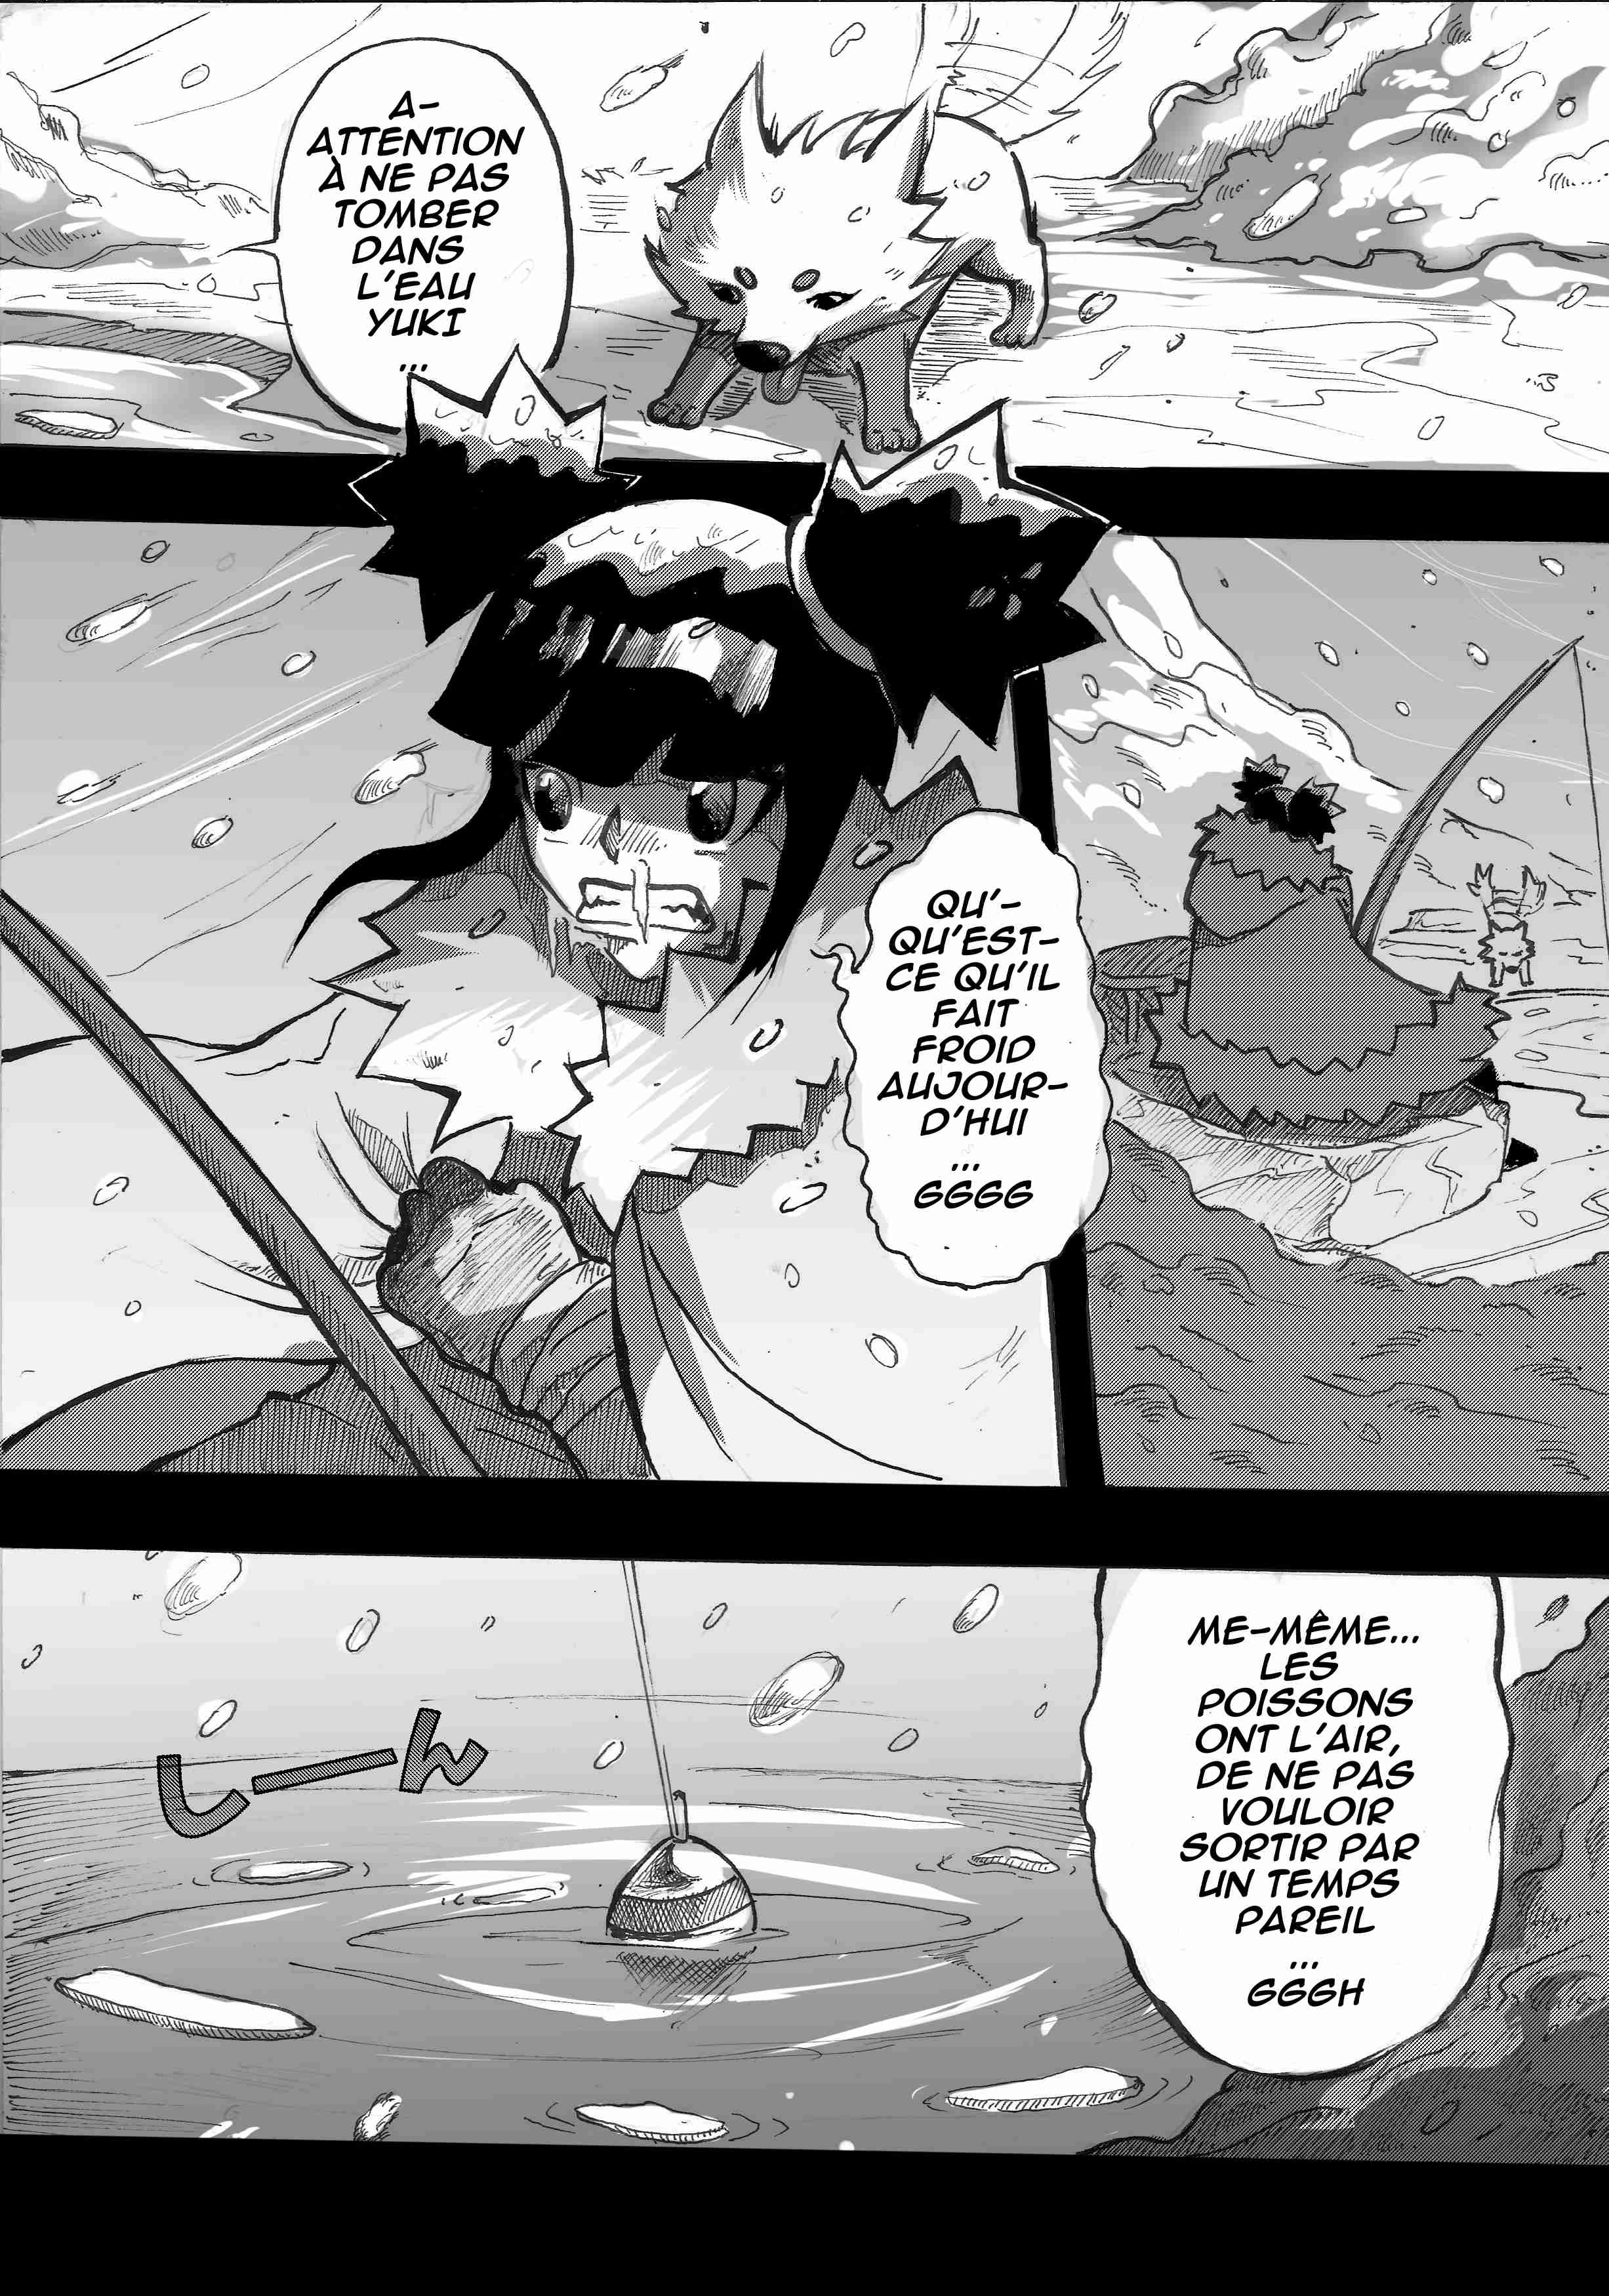 A-
ATTENTION
À NE PAS
TOMBER
DANS
L'EAU
YUKI
...
QU'-
QU'EST-
CE QU'IL
FAIT
FROID
AUJOUR-
D'HUI
...
GGGG
ME-MÊME...
LES
POISSONS
ONT L'AIR,
DE NE PAS
VOULOIR
SORTIR PAR
UN TEMPS
PAREIL
...
GGGH
しーん